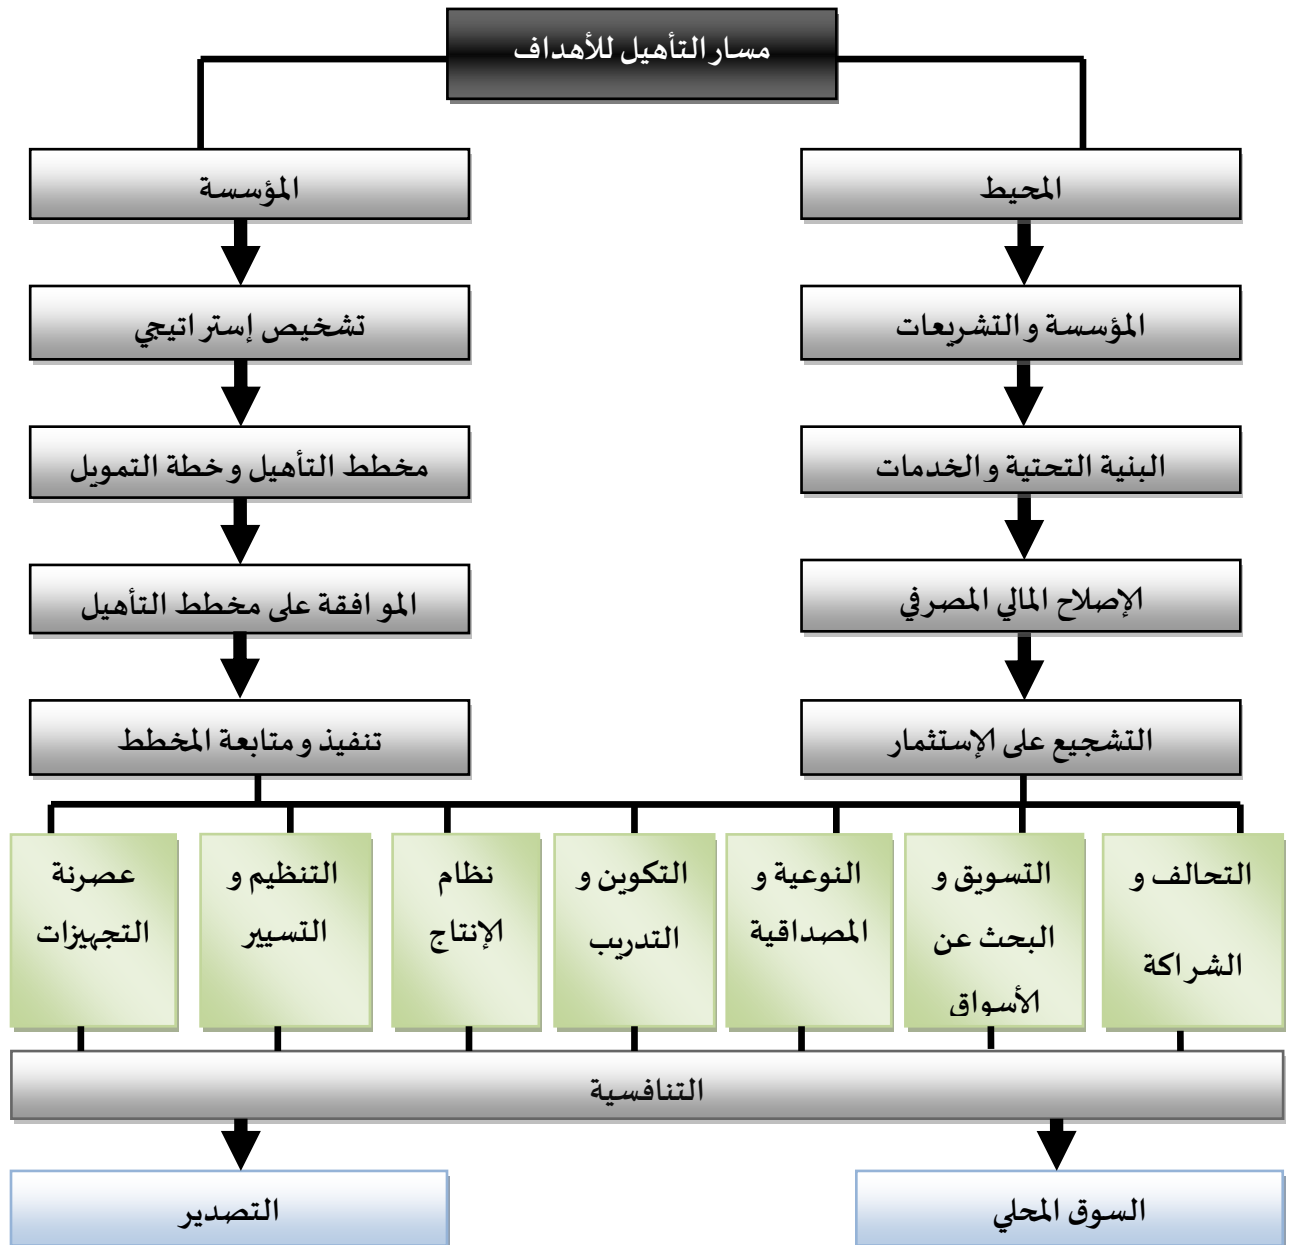 مسار التأهيل للأهداف
المحيط
المؤسسة
المؤسسة و التشريعات
تشخيص إستراتيجي
البنية التحتية و الخدمات
مخطط التأهيل و خطة التمويل
الإصلاح المالي المصرفي
الموافقة على مخطط التأهيل
التشجيع على الإستثمار
تنفيذ و متابعة المخطط
التحالف و
الشراكة
التسويق و
البحث عن
الأسواق
النوعية و
المصداقية
التكوين و
التدريب
نظام
الإنتاج
التنظيم و
التسيير
عصرنة
التجهيزات
التنافسية
السوق المحلي
التصدير